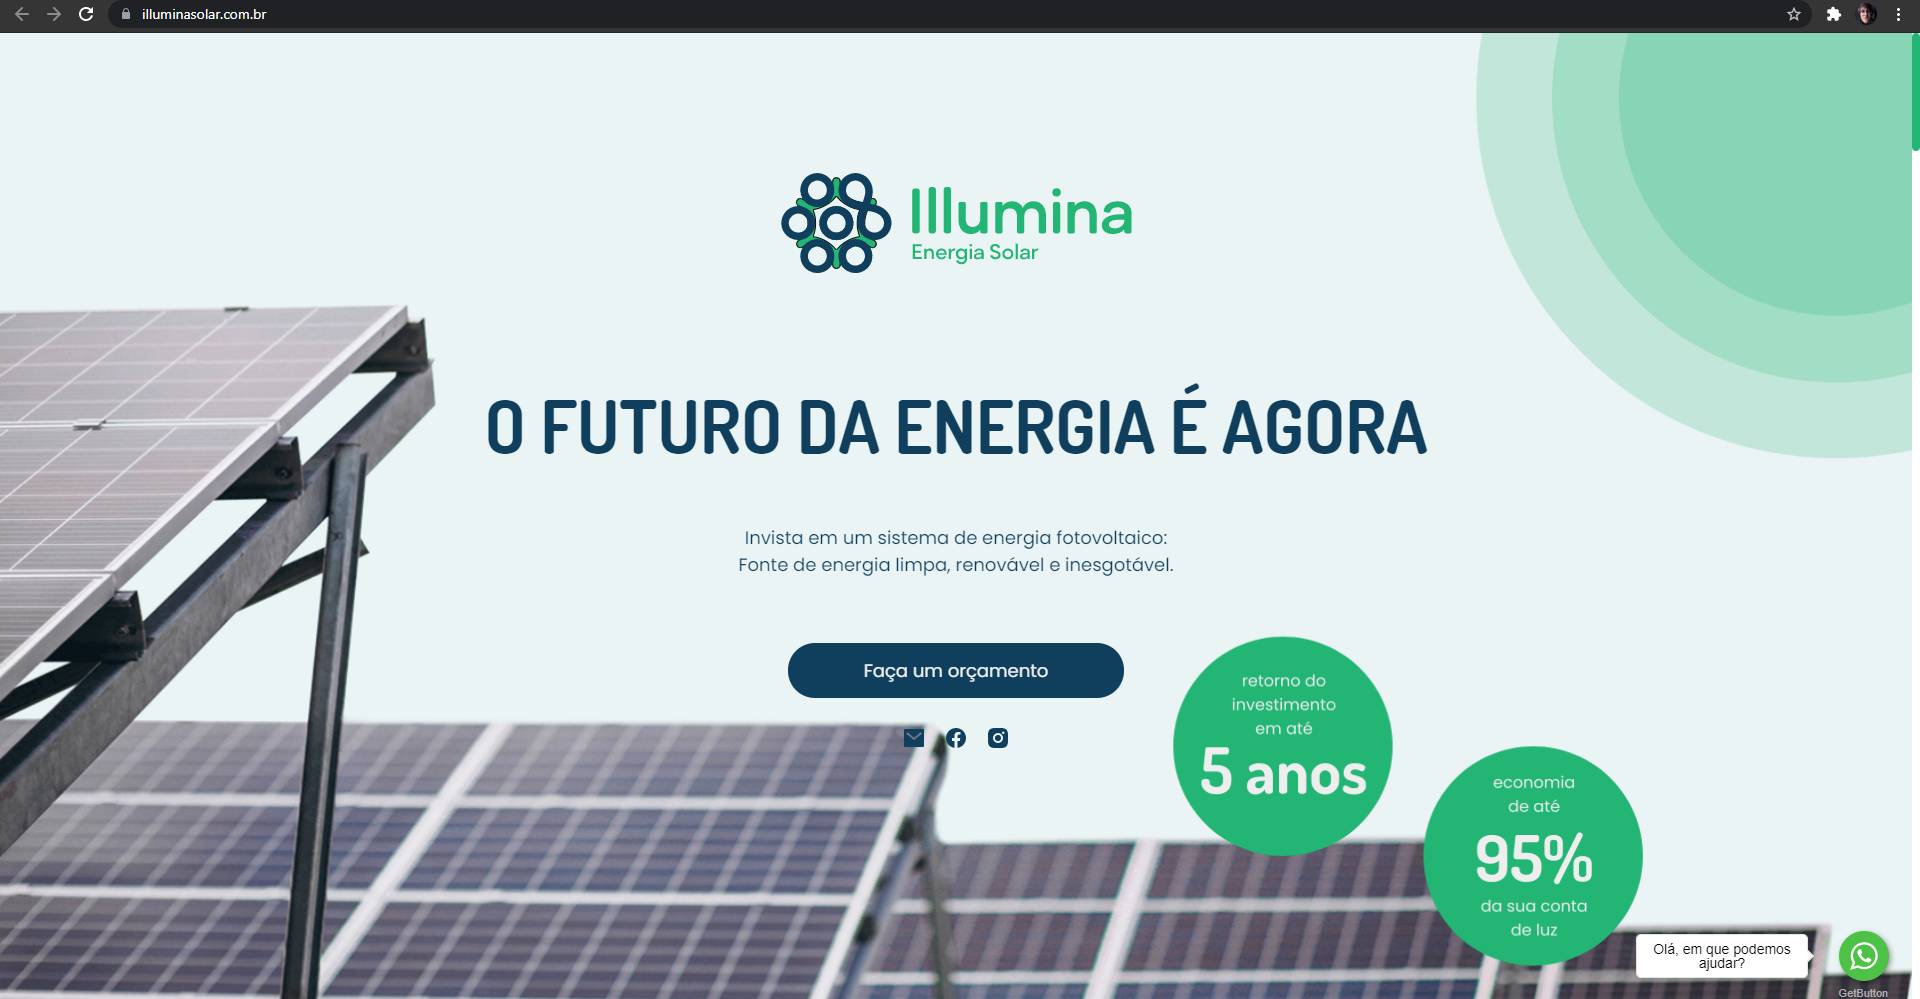 illuminasolar.com.br
Illumina
Energia Solar
O FUTURO DA ENERGIA É AGORA
Invista em um sistema de energia fotovoltaico:
Fonte de energia limpa, renovável e inesgotável.
Faça um orçamento
retorno do
investimento
em até
5 anos
economia
de até
95%
da sua conta
de luz
Olá, em que podemos
ajudar?
GetButton